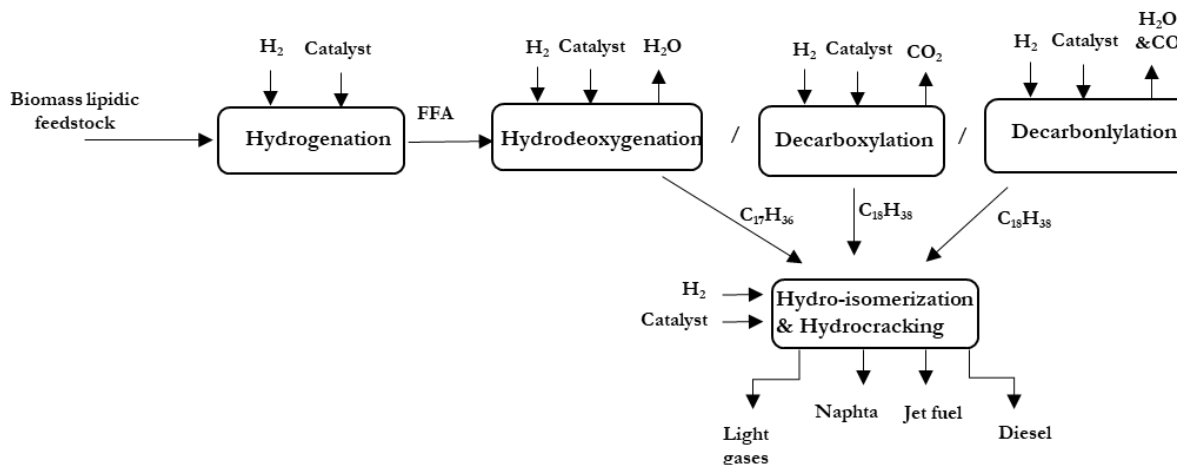 H₂ Catalyst
H₂ Catalyst H₂O
H₂ Catalyst CO₂
H₂ Catalyst H₂O
&CO
Biomass lipidic
feedstock
Hydrogenation
FFA
Hydrodeoxygenation
/
Decarboxylation
/
Decarbonlylation
C₁₇H₃₆
C₁₈H₃₈
C₁₈H₃₈
H₂
Catalyst
Hydro-isomerization
& Hydrocracking
Light
gases
Naphta
Jet fuel
Diesel